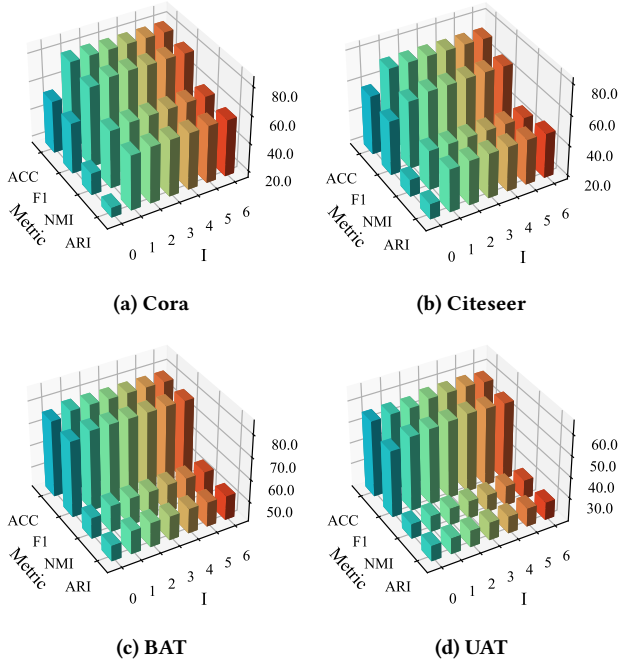 80.0
60.0
40.0
20.0
ACC
F1
NMI
ARI
Metric
0 1 2 3 4 5 6
I
(a) Cora
80.0
60.0
40.0
20.0
ACC
F1
NMI
ARI
Metric
0 1 2 3 4 5 6
I
(b) Citeseer
80.0
70.0
60.0
50.0
ACC
F1
NMI
ARI
Metric
0 1 2 3 4 5 6
I
(c) BAT
60.0
50.0
40.0
30.0
ACC
F1
NMI
ARI
Metric
0 1 2 3 4 5 6
I
(d) UAT